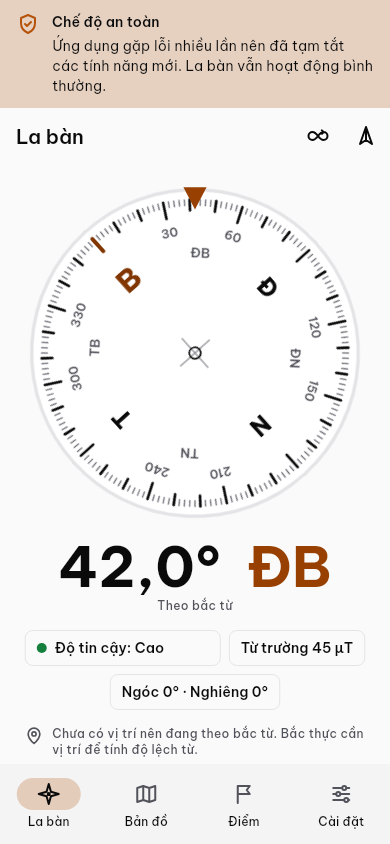 Chế độ an toàn
Ứng dụng gặp lỗi nhiều lần nên đã tạm tắt
các tính năng mới. La bàn vẫn hoạt động bình
thường.
La bàn
30
ĐB
60
B
Đ
330
120
TB
ĐN
300
150
T
N
TN
240
210
42,0° ĐB
Theo bắc từ
Độ tin cậy: Cao
Từ trường 45 µT
Ngóc 0° · Nghiêng 0°
Chưa có vị trí nên đang theo bắc từ. Bắc thực cần
vị trí để tính độ lệch từ.
La bàn
Bản đồ
Điểm
Cài đặt